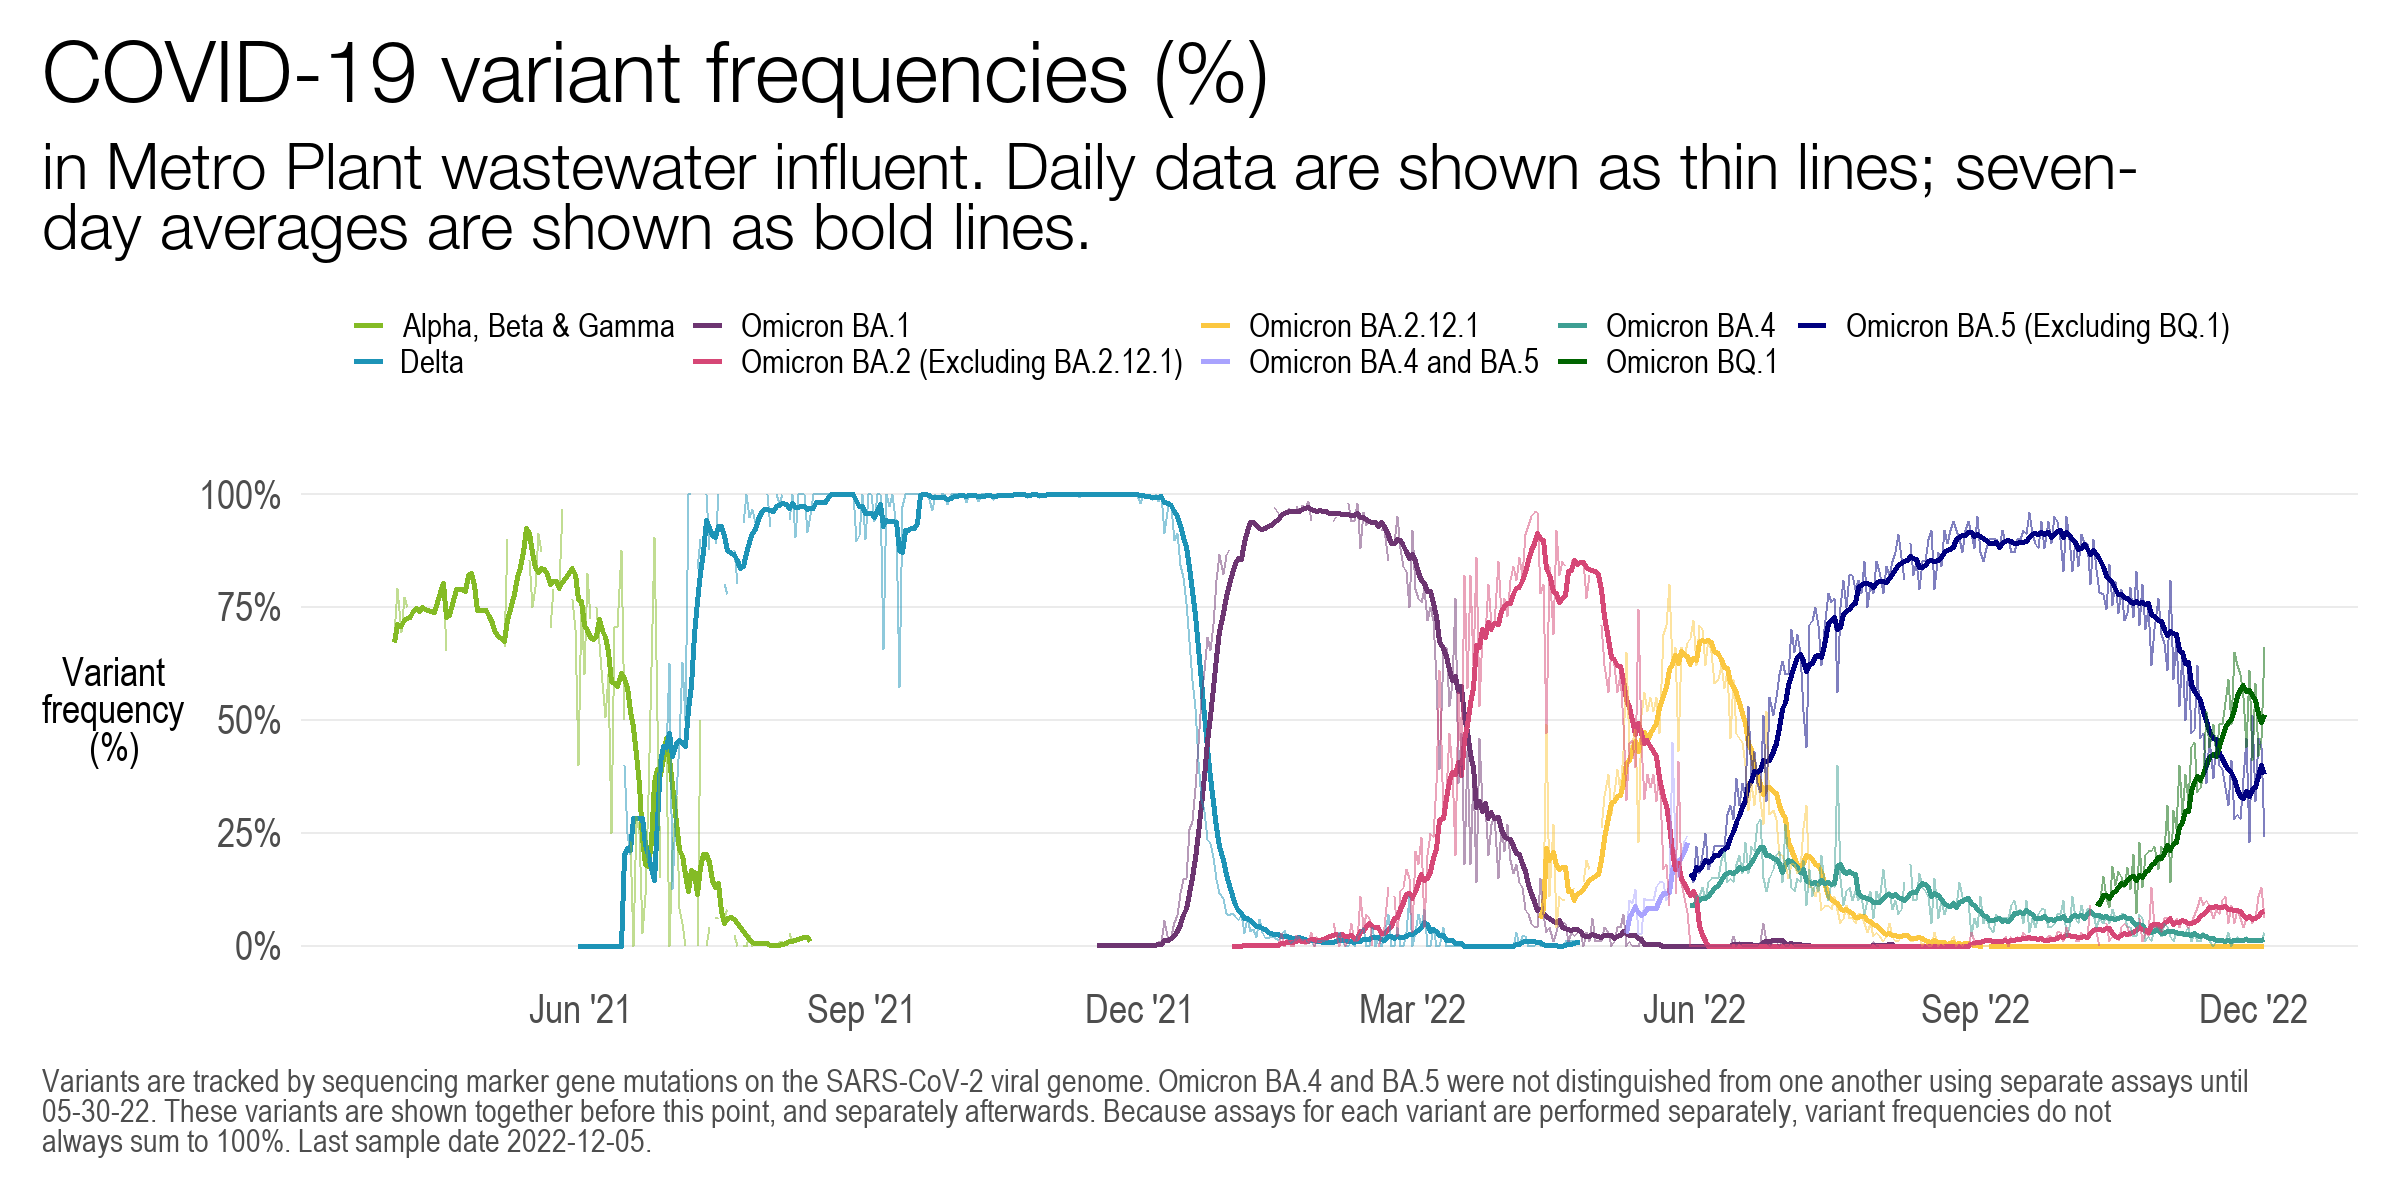 COVID-19 variant frequencies (%)
in Metro Plant wastewater influent. Daily data are shown as thin lines; seven-
day averages are shown as bold lines.
Alpha, Beta & Gamma
Omicron BA.1
Omicron BA.2.12.1
Omicron BA.4
Omicron BA.5 (Excluding BQ.1)
Delta
Omicron BA.2 (Excluding BA.2.12.1)
Omicron BA.4 and BA.5
Omicron BQ.1
100%
75%
50%
25%
0%
Variant
frequency
(%)
Jun '21
Sep '21
Dec '21
Mar '22
Jun '22
Sep '22
Dec '22
Variants are tracked by sequencing marker gene mutations on the SARS-CoV-2 viral genome. Omicron BA.4 and BA.5 were not distinguished from one another using separate assays until
05-30-22. These variants are shown together before this point, and separately afterwards. Because assays for each variant are performed separately, variant frequencies do not
always sum to 100%. Last sample date 2022-12-05.